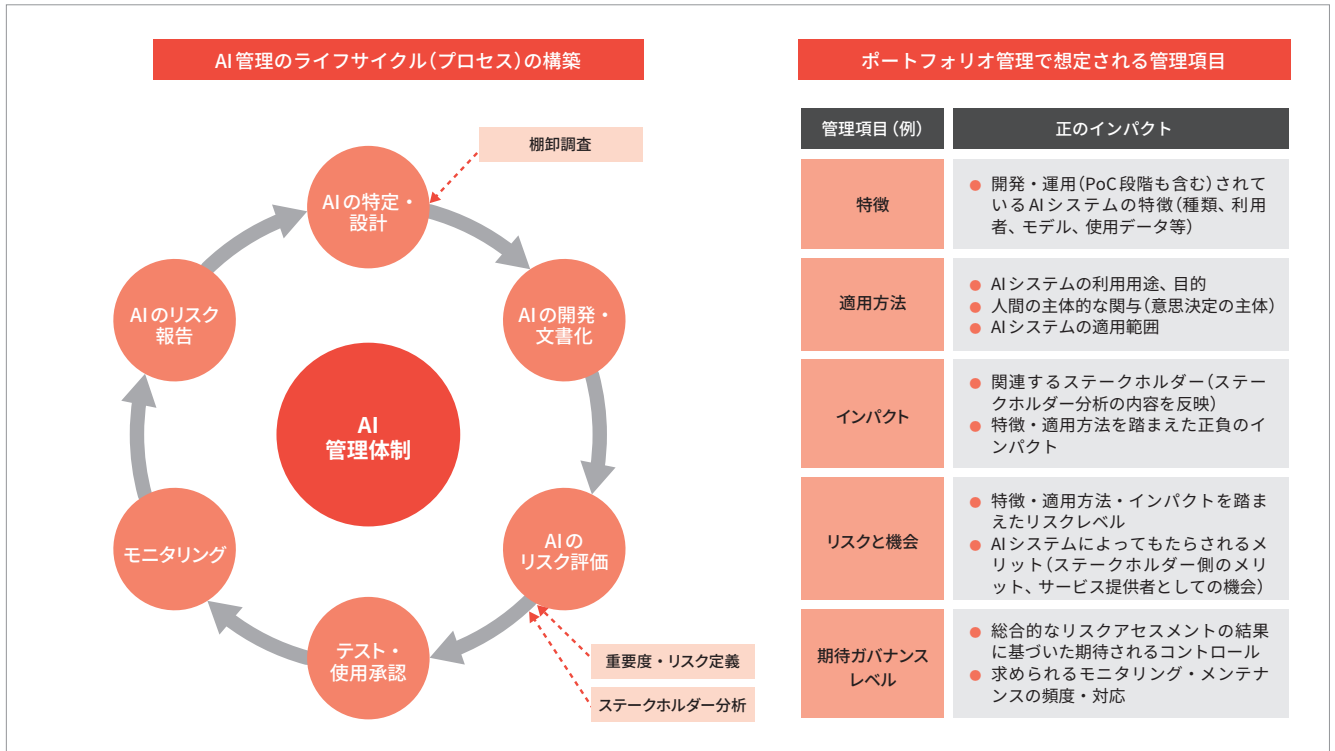 AI管理のライフサイクル（プロセス）の構築
棚卸調査
AIの特定・
設計
AIの開発・
文書化
AIの
リスク評価
重要度・リスク定義
ステークホルダー分析
テスト・
使用承認
モニタリング
AIのリスク
報告
AI
管理体制
ポートフォリオ管理で想定される管理項目
管理項目（例）
正のインパクト
特徴
● 開発・運用（PoC段階も含む）されて
いるAIシステムの特徴（種類、利用
者、モデル、使用データ等）
適用方法
● AIシステムの利用用途、目的
● 人間の主体的な関与（意思決定の主体）
● AIシステムの適用範囲
インパクト
● 関連するステークホルダー（ステー
クホルダー分析の内容を反映）
● 特徴・適用方法を踏まえた正負のイ
ンパクト
リスクと機会
● 特徴・適用方法・インパクトを踏ま
えたリスクレベル
● AIシステムによってもたらされるメ
リット（ステークホルダー側のメリ
ット、サービス提供者としての機会）
期待ガバナンス
レベル
● 総合的なリスクアセスメントの結果
に基づいた期待されるコントロール
● 求められるモニタリング・メンテナ
ンスの頻度・対応